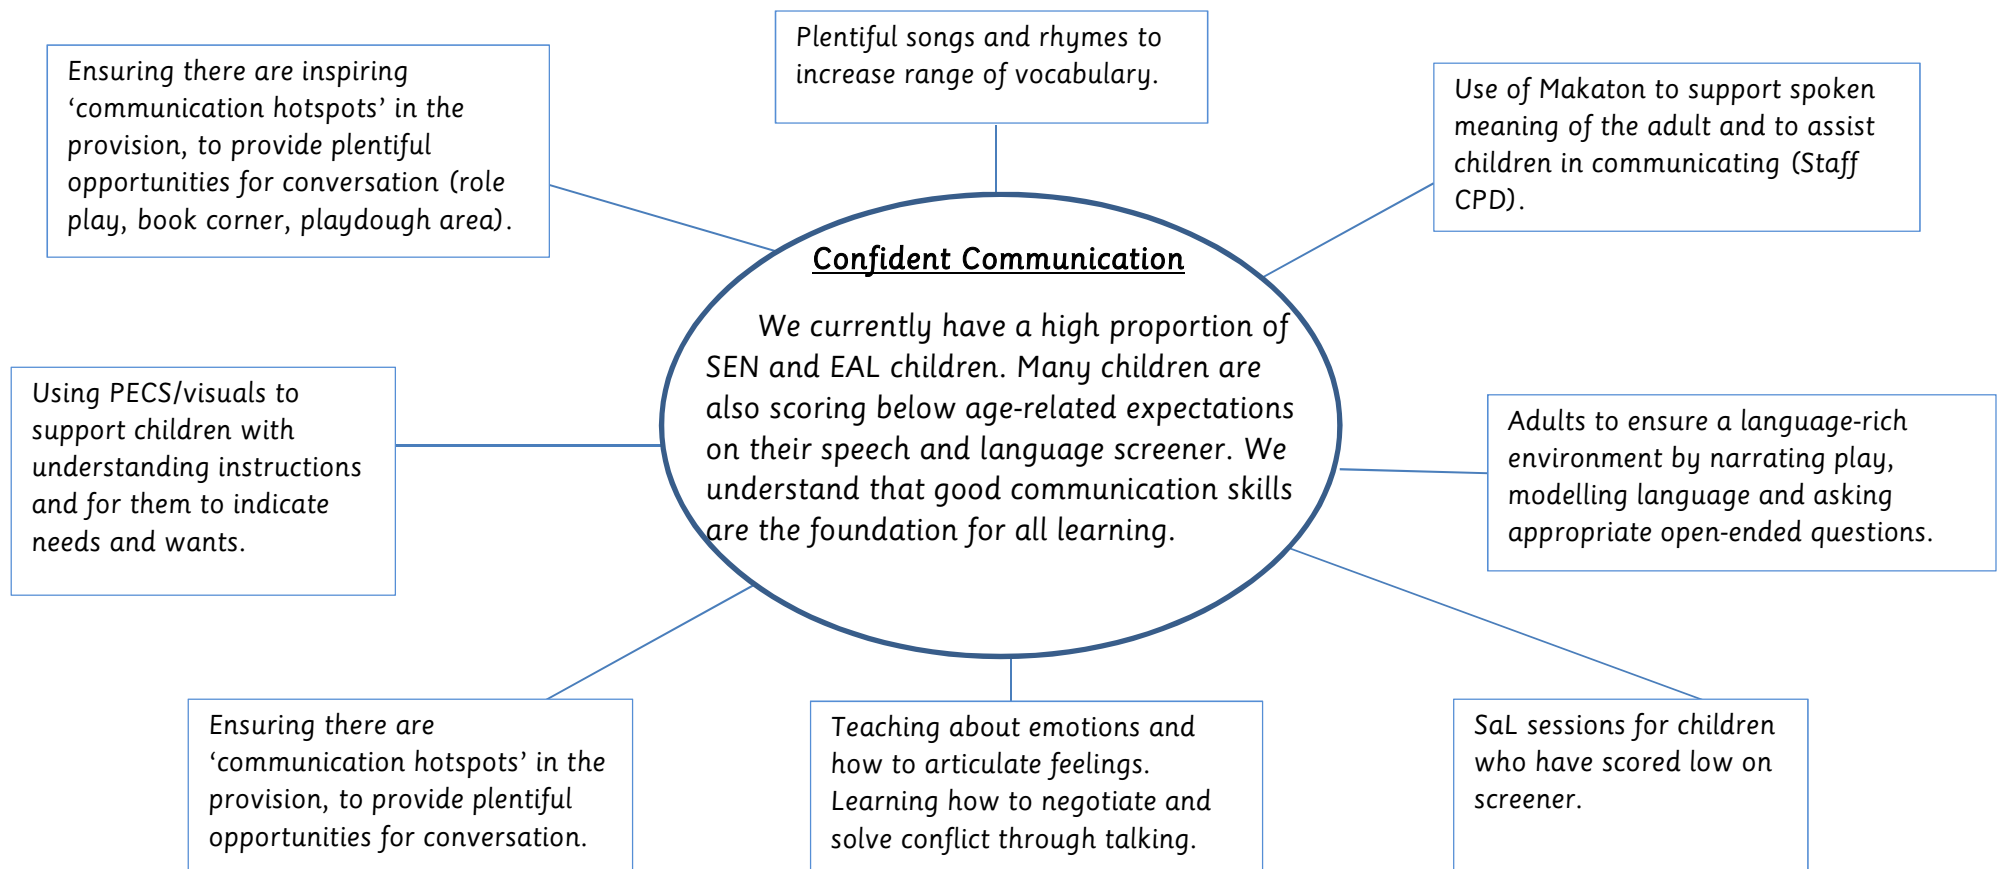 Plentiful songs and rhymes to
increase range of vocabulary.
Ensuring there are inspiring
‘communication hotspots’ in the
provision, to provide plentiful
opportunities for conversation (role
play, book corner, playdough area).
Use of Makaton to support spoken
meaning of the adult and to assist
children in communicating (Staff
CPD).
Confident Communication
We currently have a high proportion of
SEN and EAL children. Many children are
also scoring below age-related expectations
on their speech and language screener. We
understand that good communication skills
are the foundation for all learning.
Using PECS/visuals to
support children with
understanding instructions
and for them to indicate
needs and wants.
Adults to ensure a language-rich
environment by narrating play,
modelling language and asking
appropriate open-ended questions.
Ensuring there are
‘communication hotspots’ in the
provision, to provide plentiful
opportunities for conversation.
Teaching about emotions and
how to articulate feelings.
Learning how to negotiate and
solve conflict through talking.
SaL sessions for children
who have scored low on
screener.